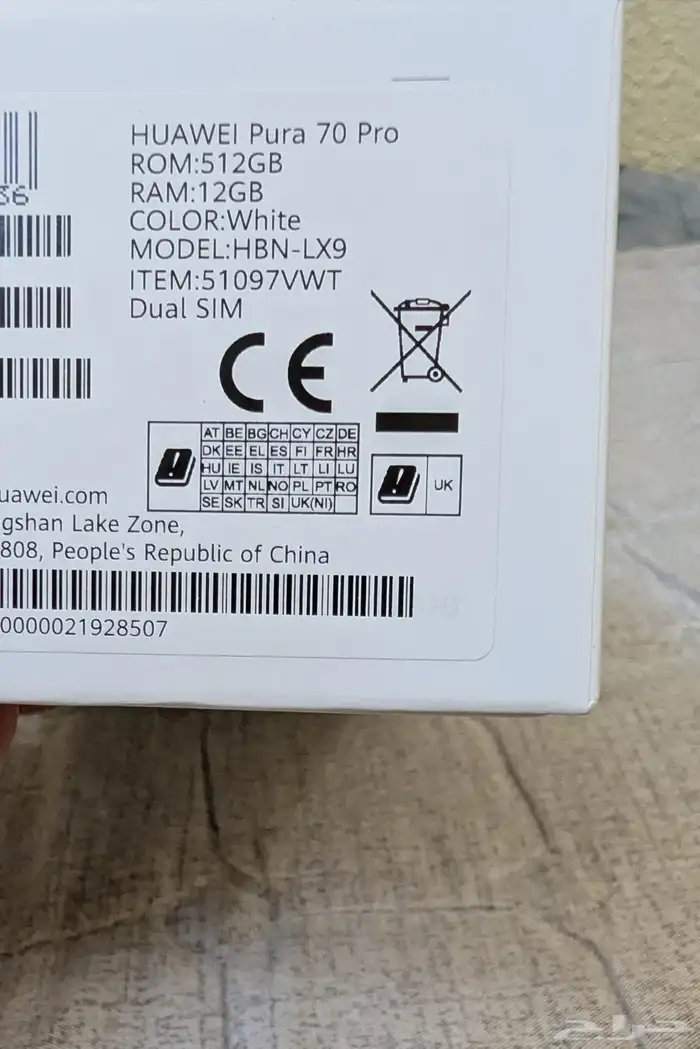 HUAWEI Pura 70 Pro
ROM:512GB
RAM:12GB
COLOR:White
MODEL:HBN-LX9
ITEM:51097VWT
Dual SIM
36
CE
AT BE BG CH CY CZ DE
DK EE EL ES FI FR HR
HU IE IS IT LT LI LU
LV MT NL NO PL PT RO
SE SK TR SI UK(NI)
UK
uawei.com
gshan Lake Zone,
808, People's Republic of China
0000021928507
حراج